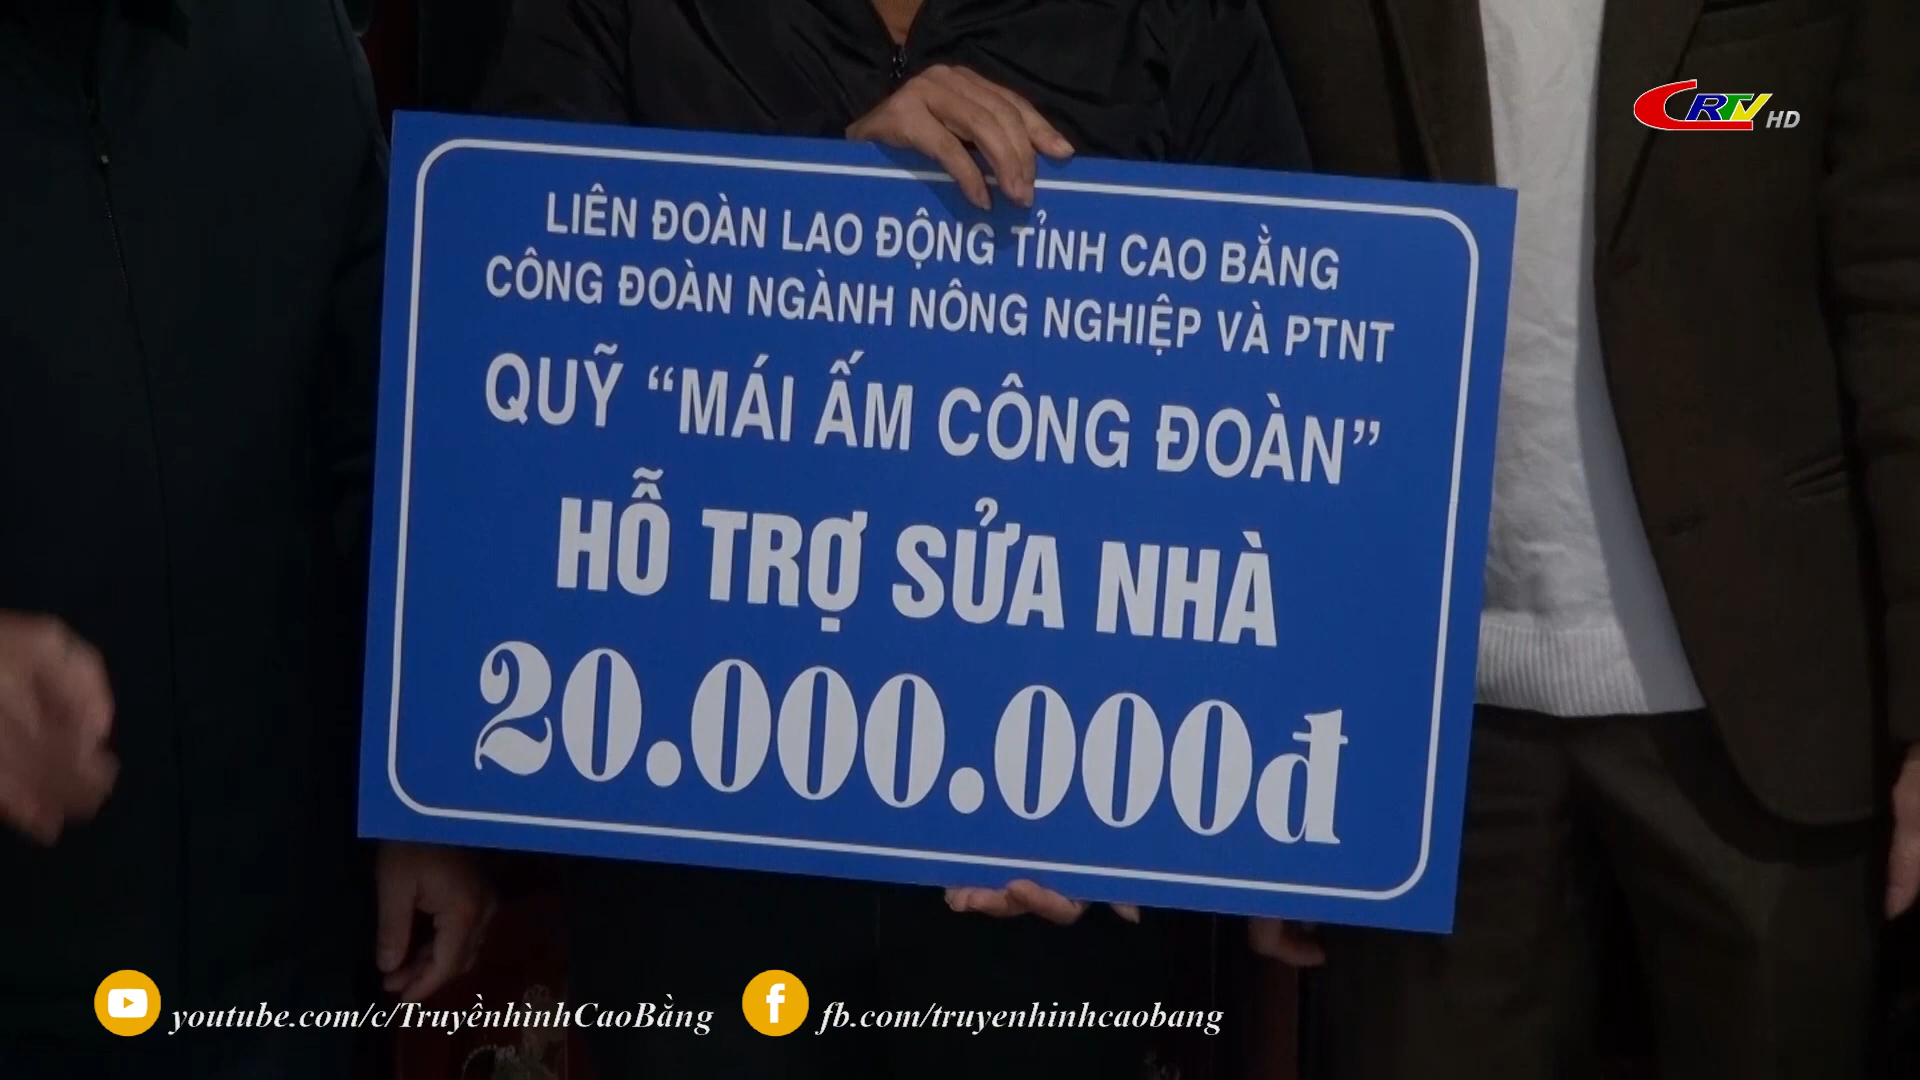 CRTV HD
LIÊN ĐOÀN LAO ĐỘNG TỈNH CAO BẰNG
CÔNG ĐOÀN NGÀNH NÔNG NGHIỆP VÀ PTNT
QUỸ “MÁI ẤM CÔNG ĐOÀN”
HỖ TRỢ SỬA NHÀ
20.000.000đ
youtube.com/c/TruyềnhìnhCaoBằng
fb.com/truyenhinhcaobang